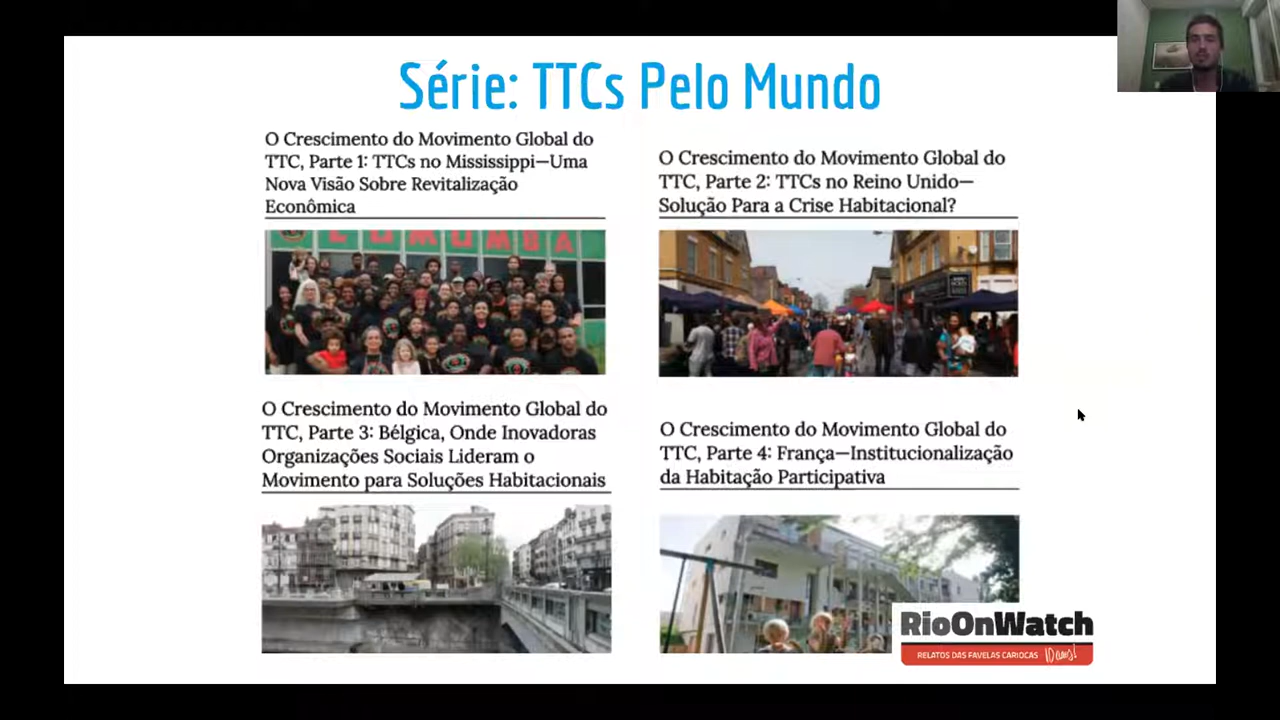 Série: TTCs Pelo Mundo
O Crescimento do Movimento Global do
TTC, Parte 1: TTCs no Mississippi—Uma
Nova Visão Sobre Revitalização
Econômica
O Crescimento do Movimento Global do
TTC, Parte 2: TTCs no Reino Unido—
Solução Para a Crise Habitacional?
LUMUMBA
O Crescimento do Movimento Global do
TTC, Parte 3: Bélgica, Onde Inovadoras
Organizações Sociais Lideram o
Movimento para Soluções Habitacionais
O Crescimento do Movimento Global do
TTC, Parte 4: França—Institucionalização
da Habitação Participativa
RioOnWatch
RELATOS DAS FAVELAS CARIOCAS 10 anos!